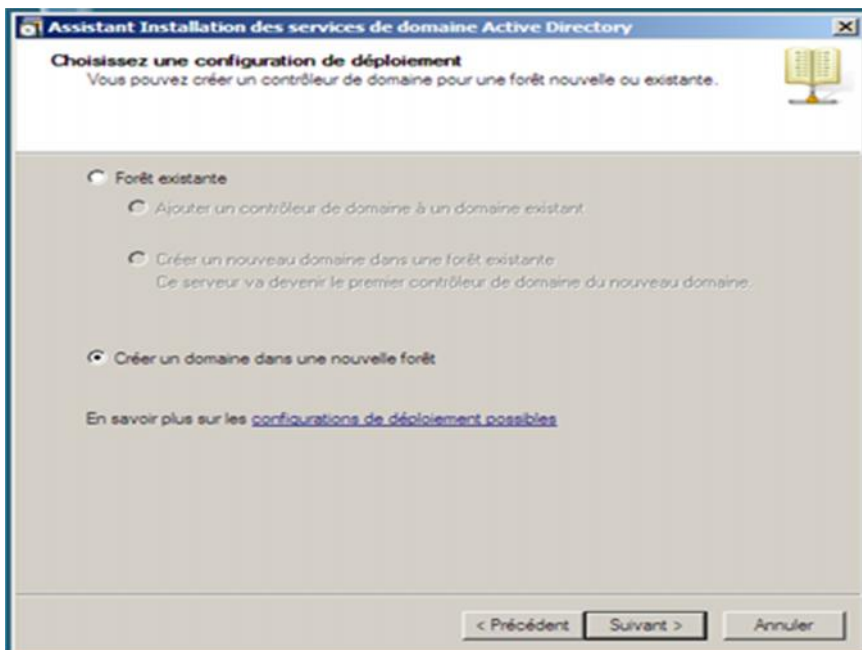 Assistant Installation des services de domaine Active Directory
Choisissez une configuration de déploiement
Vous pouvez créer un contrôleur de domaine pour une forêt nouvelle ou existante.
Forêt existante
Ajouter un contrôleur de domaine à un domaine existant
Créer un nouveau domaine dans une forêt existante
Ce serveur va devenir le premier contrôleur de domaine du nouveau domaine.
Créer un domaine dans une nouvelle forêt
En savoir plus sur les configurations de déploiement possibles
< Précédent Suivant > Annuler